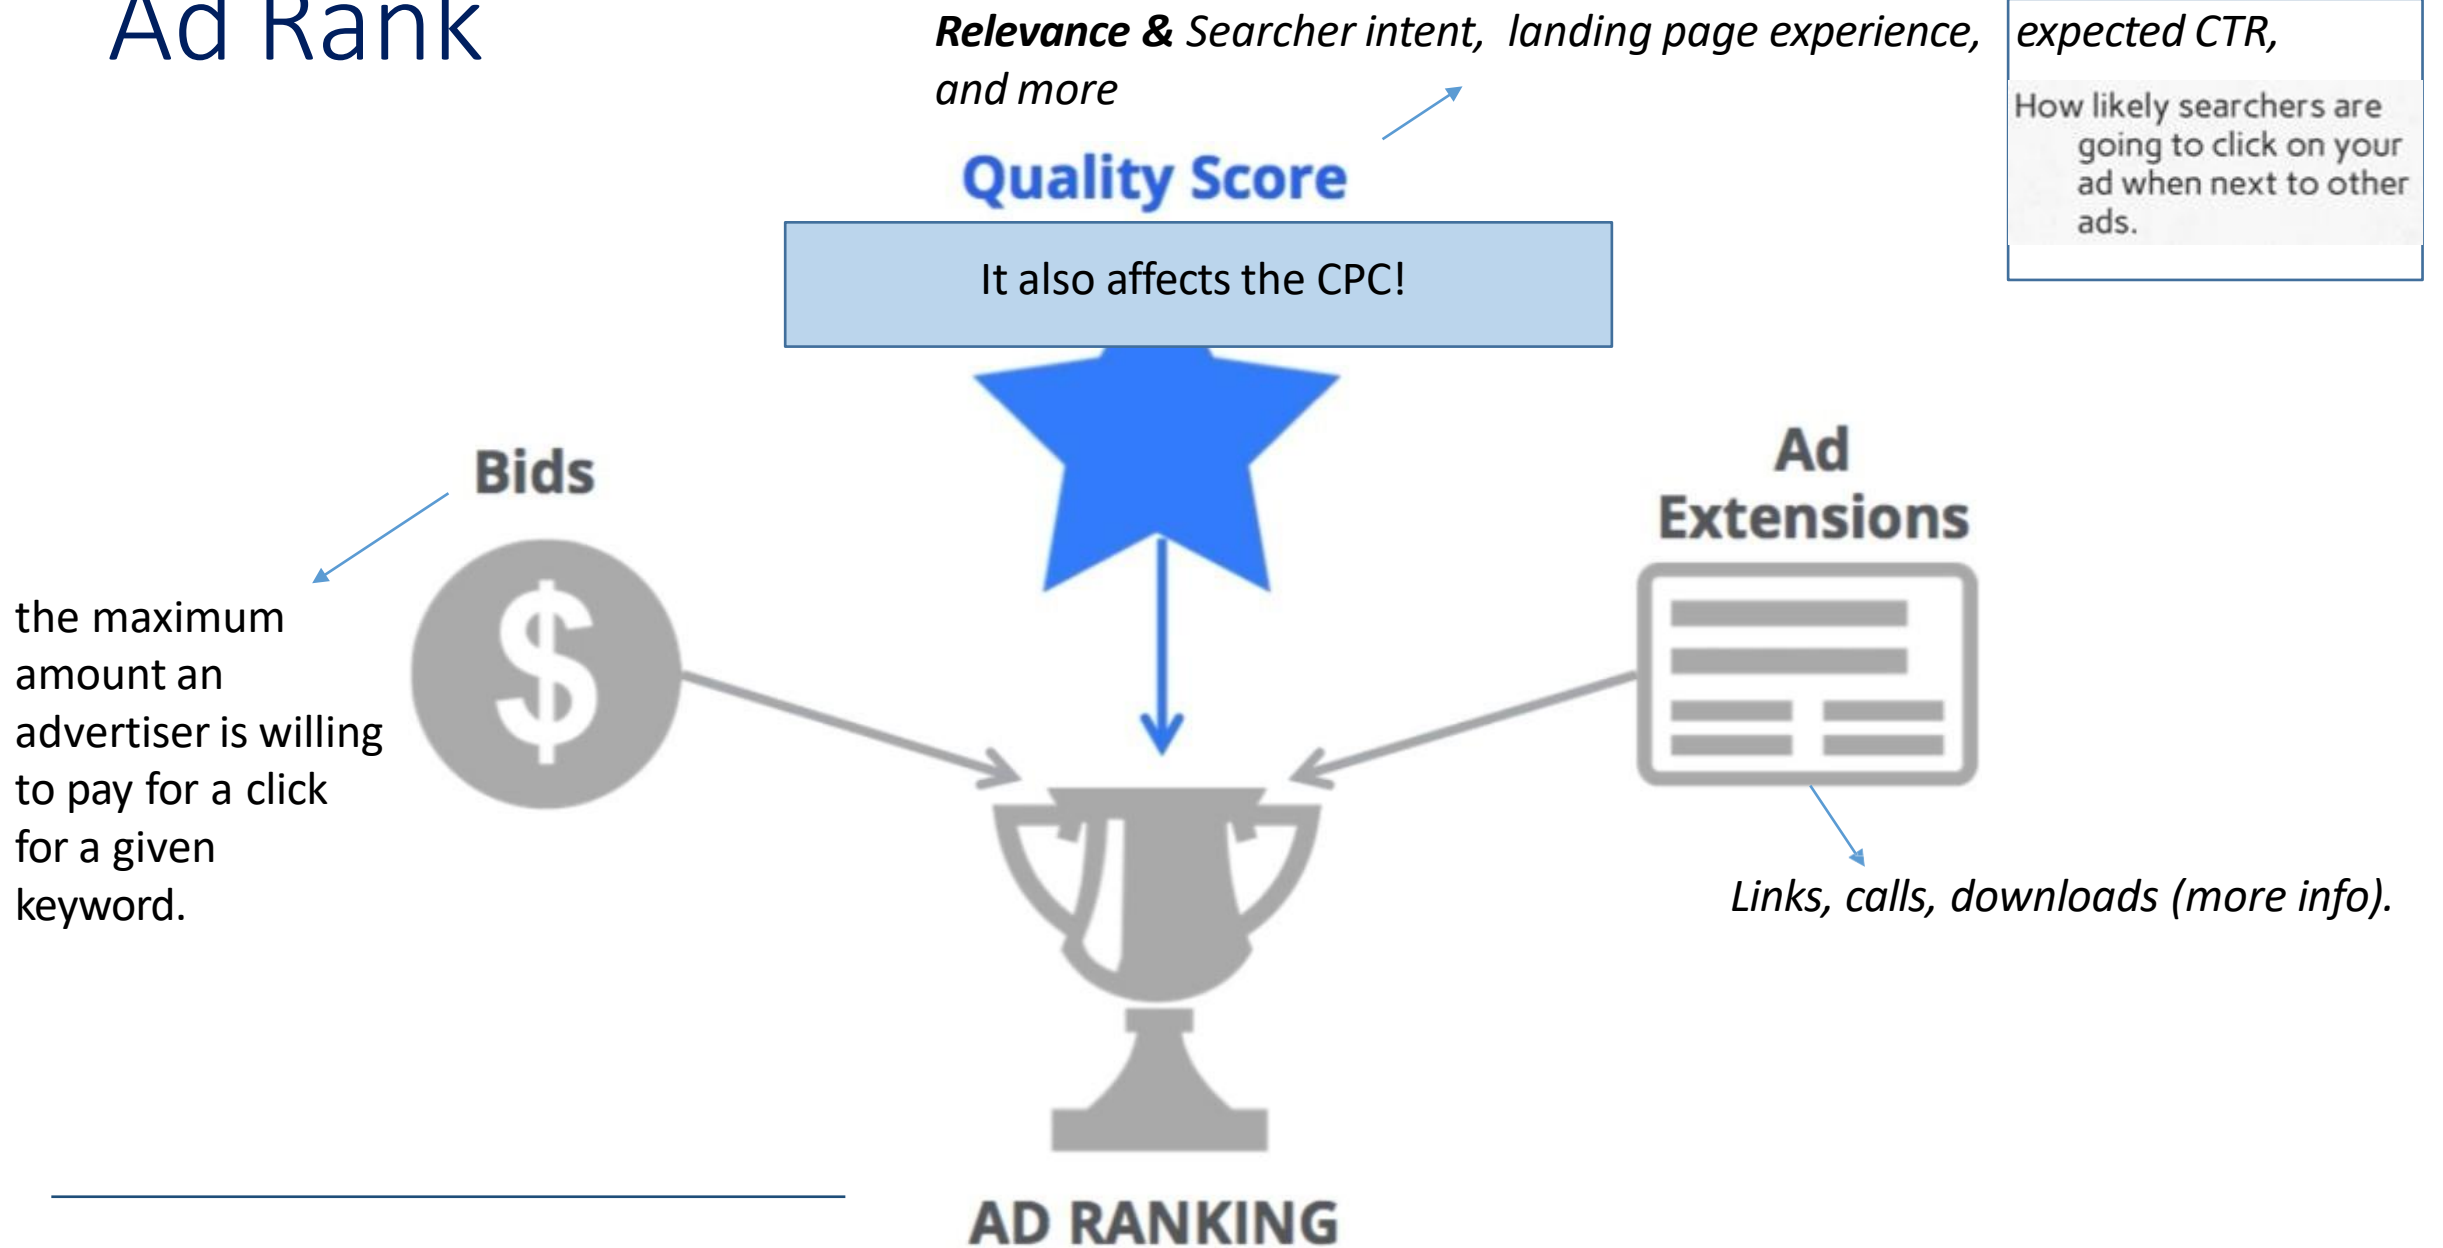 Ad Rank
Relevance & Searcher intent, landing page experience, expected CTR,
and more
How likely searchers are
going to click on your
ad when next to other
ads.
Quality Score
It also affects the CPC!
Bids
the maximum
amount an
advertiser is willing
to pay for a click
for a given
keyword.
$
Ad
Extensions
Links, calls, downloads (more info).
AD RANKING